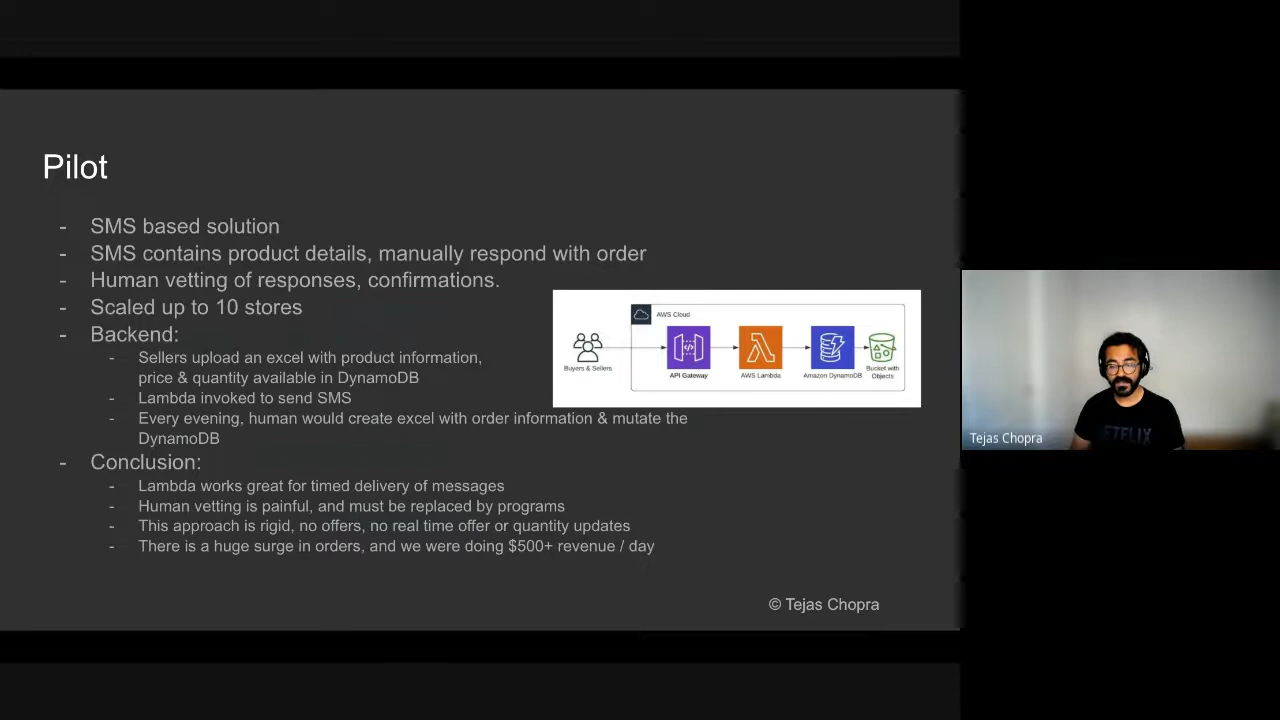 Pilot
- SMS based solution
- SMS contains product details, manually respond with order
- Human vetting of responses, confirmations.
- Scaled up to 10 stores
- Backend:
- Sellers upload an excel with product information,
price & quantity available in DynamoDB
- Lambda invoked to send SMS
- Every evening, human would create excel with order information & mutate the
DynamoDB
- Conclusion:
- Lambda works great for timed delivery of messages
- Human vetting is painful, and must be replaced by programs
- This approach is rigid, no offers, no real time offer or quantity updates
- There is a huge surge in orders, and we were doing $500+ revenue / day
AWS Cloud
Buyers & Sellers
API Gateway
AWS Lambda
Amazon DynamoDB
Bucket with
Objects
© Tejas Chopra
Tejas Chopra